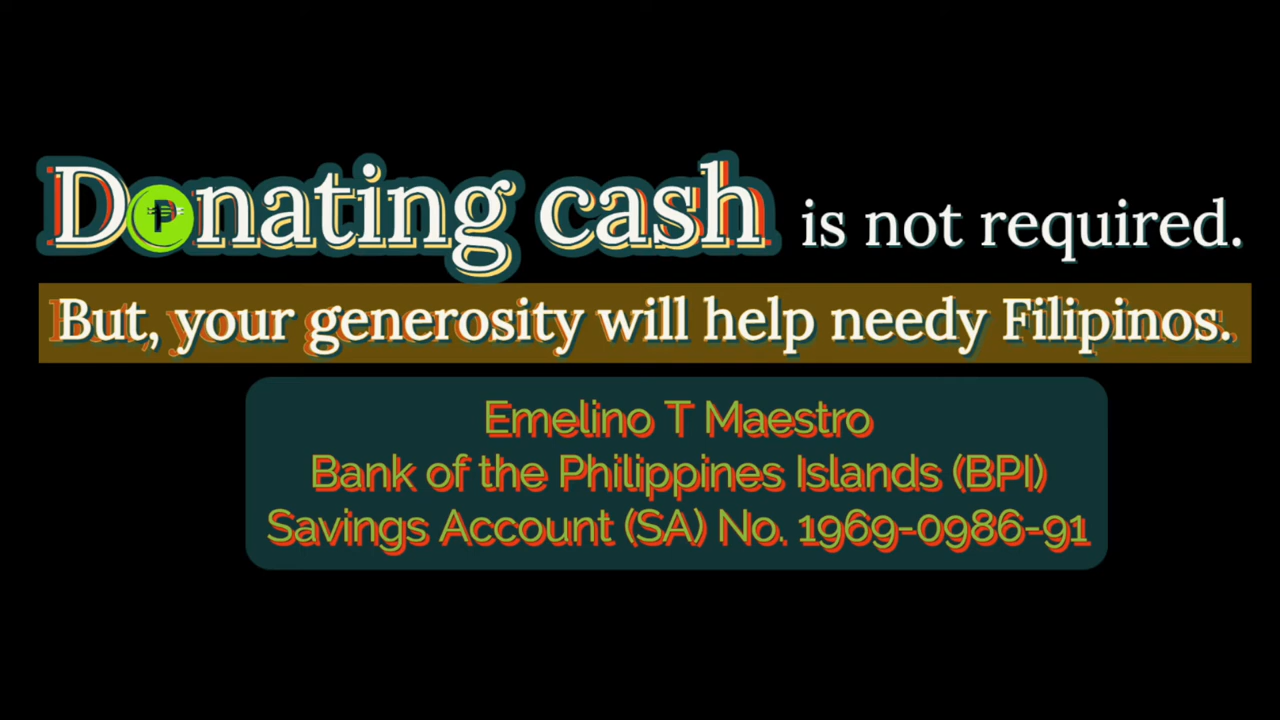 Donating cash is not required.
But, your generosity will help needy Filipinos.
Emelino T Maestro
Bank of the Philippines Islands (BPI)
Savings Account (SA) No. 1969-0986-91